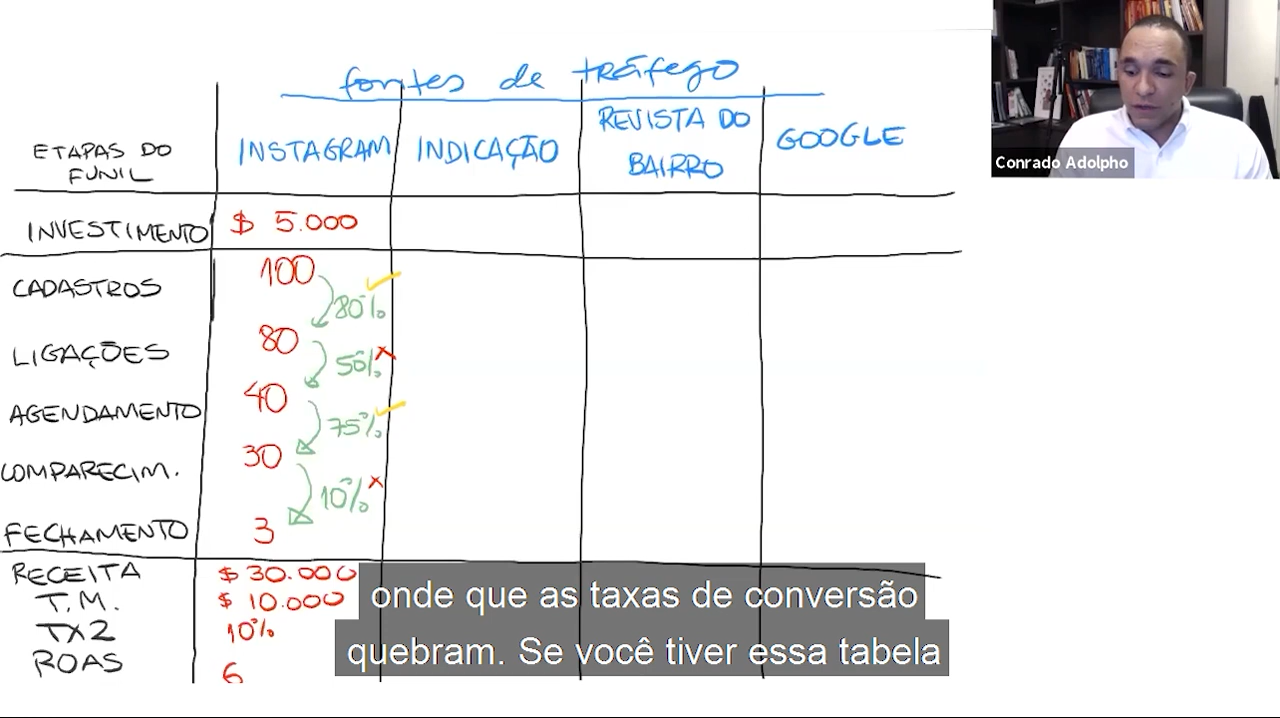 fontes de tráfego
ETAPAS DO
FUNIL
INSTAGRAM
INDICAÇÃO
REVISTA DO
BAIRRO
GOOGLE
INVESTIMENTO
$ 5.000
CADASTROS
100
80%
LIGAÇÕES
80
50%
AGENDAMENTO
40
75%
COMPARECIM.
30
10%
FECHAMENTO
3
RECEITA
$ 30.000
T.M.
$ 10.000
TX2
10%
ROAS
6
Conrado Adolpho
onde que as taxas de conversão
quebram. Se você tiver essa tabela